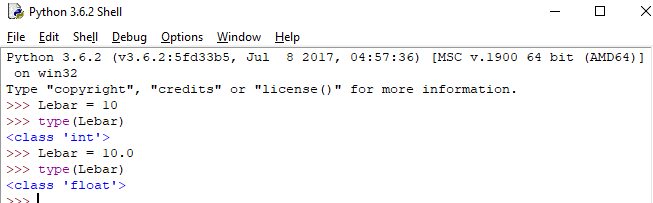 Python 3.6.2 Shell
File Edit Shell Debug Options Window Help
Python 3.6.2 (v3.6.2:5fd33b5, Jul  8 2017, 04:57:36) [MSC v.1900 64 bit (AMD64)]
 on win32
Type "copyright", "credits" or "license()" for more information.
>>> Lebar = 10
>>> type(Lebar)
<class 'int'>
>>> Lebar = 10.0
>>> type(Lebar)
<class 'float'>
>>>